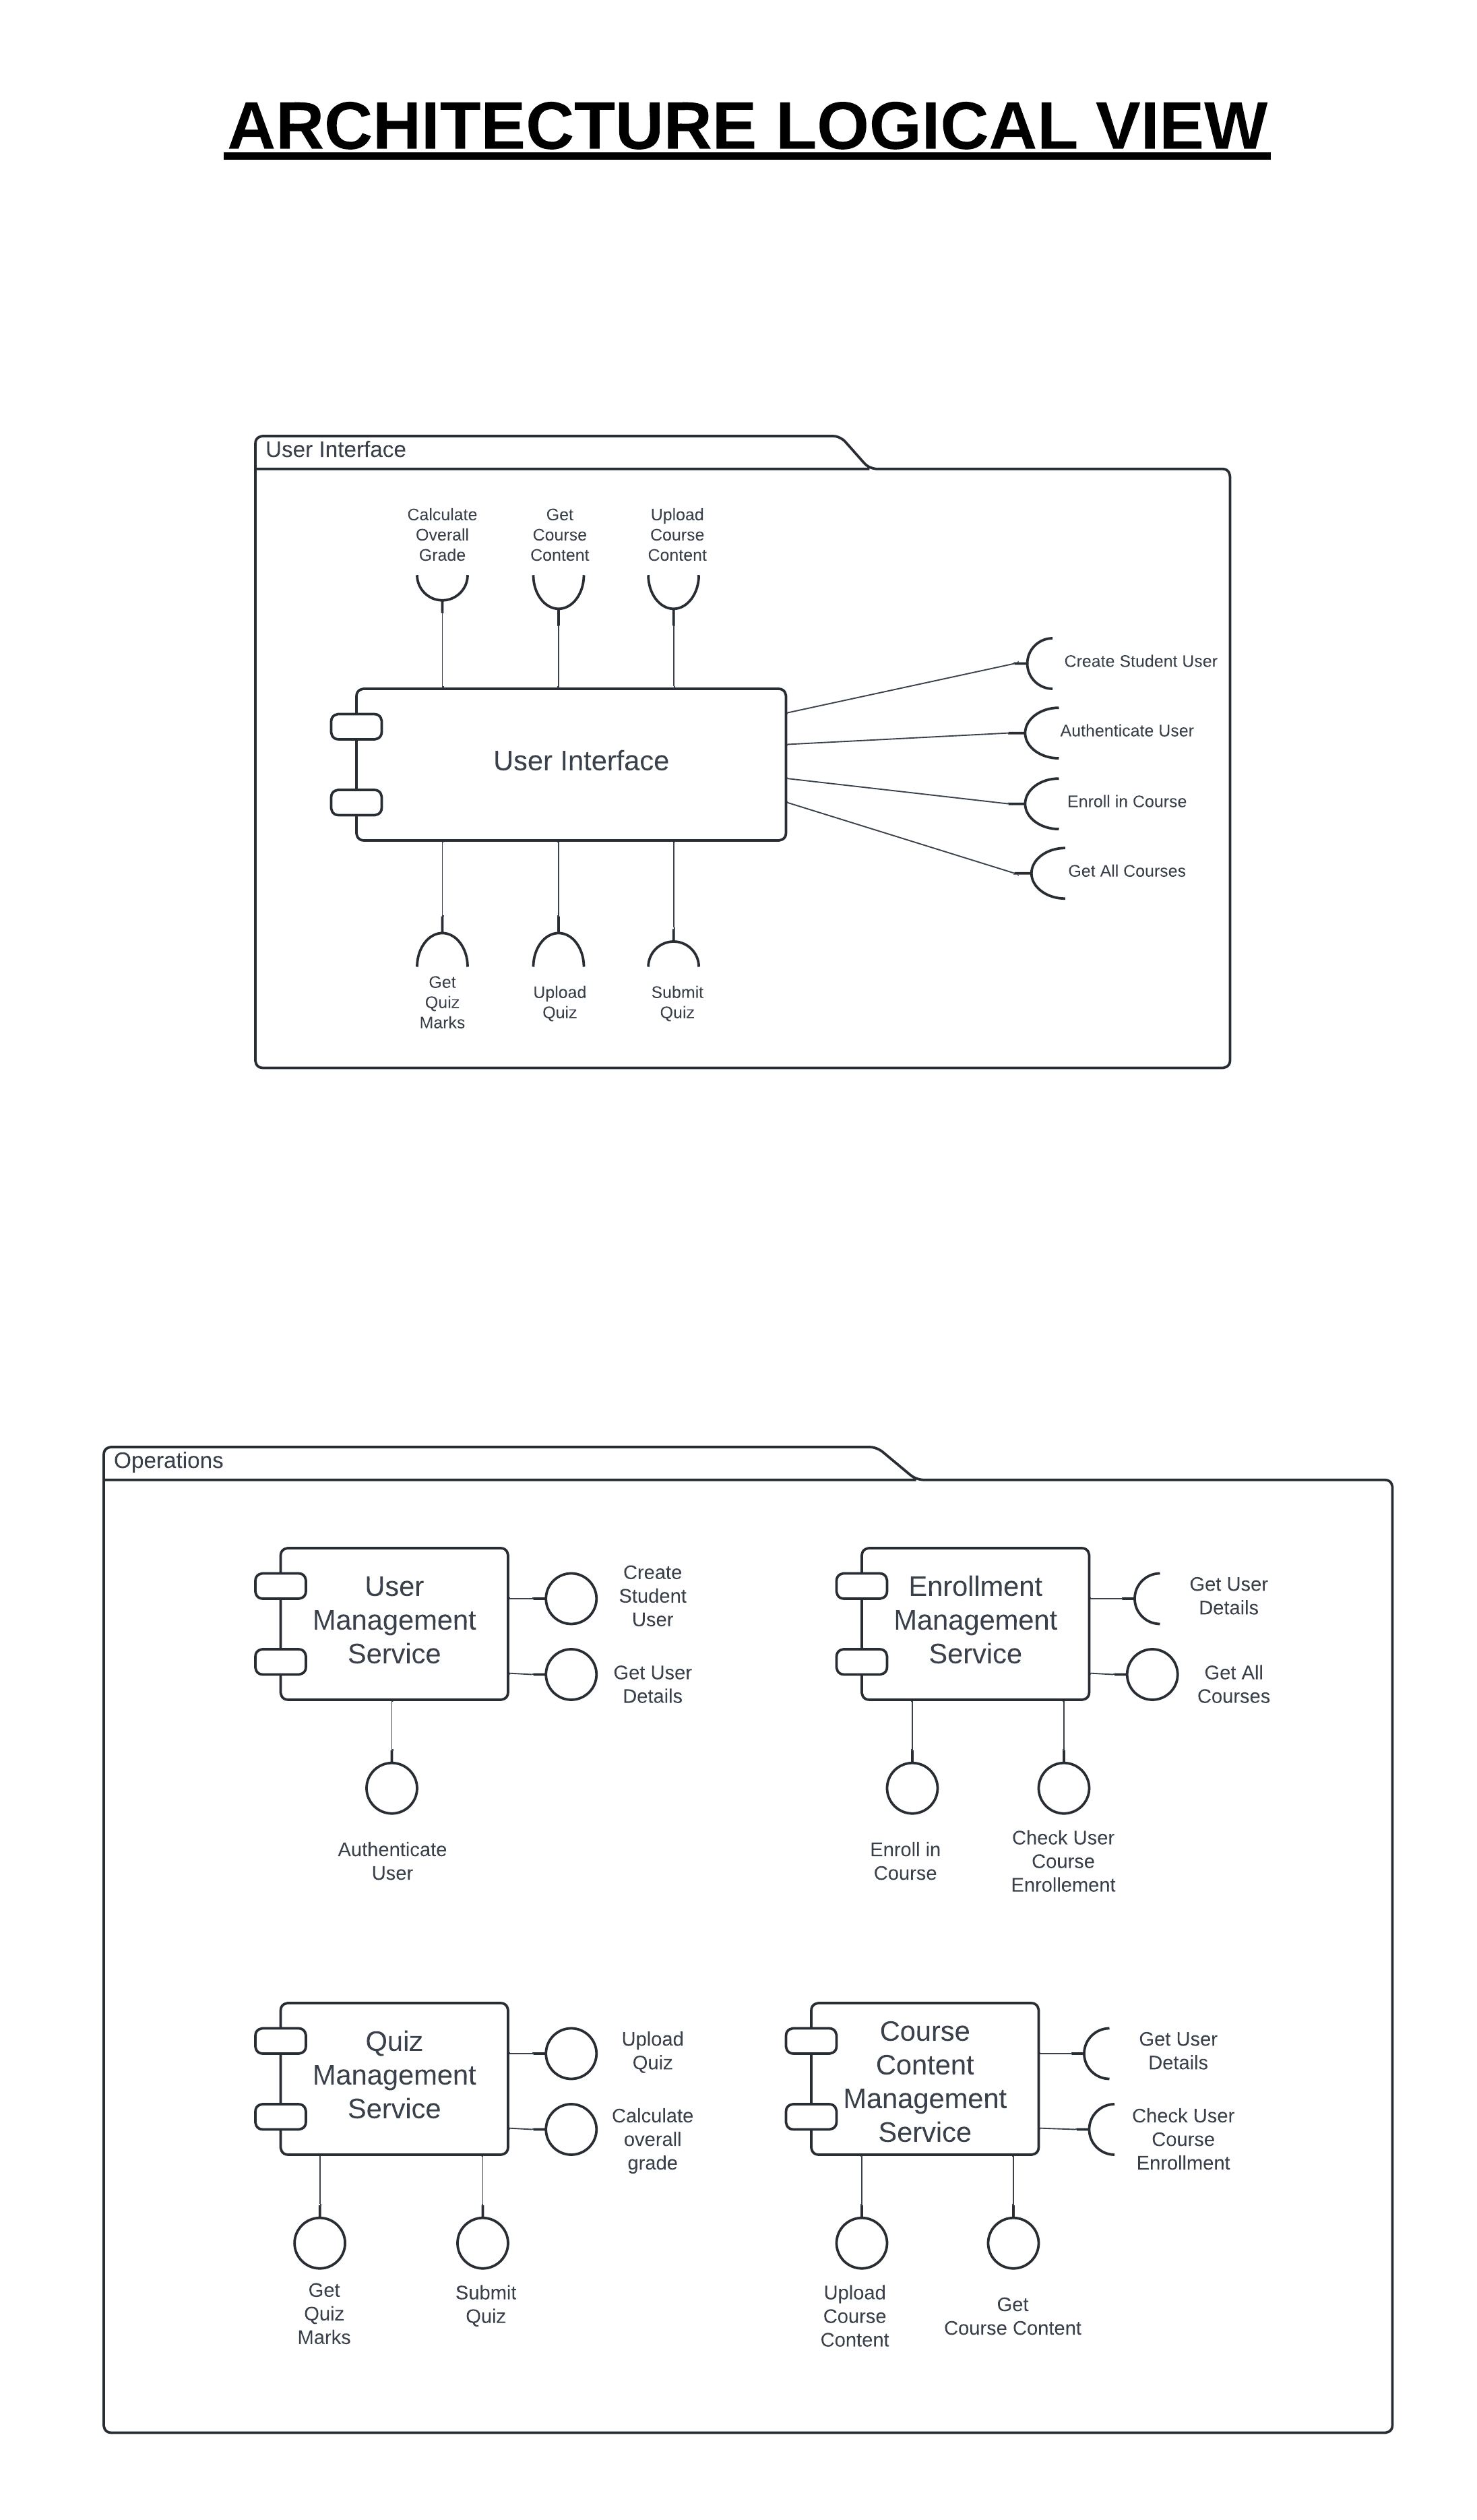 ARCHITECTURE LOGICAL VIEW
User Interface
Calculate
Overall
Grade
Get
Course
Content
Upload
Course
Content
Create Student User
Authenticate User
Enroll in Course
Get All Courses
User Interface
Get
Quiz
Marks
Upload
Quiz
Submit
Quiz
Operations
User
Management
Service
Create
Student
User
Get User
Details
Authenticate
User
Enrollment
Management
Service
Get User
Details
Get All
Courses
Enroll in
Course
Check User
Course
Enrollement
Quiz
Management
Service
Upload
Quiz
Calculate
overall
grade
Get
Quiz
Marks
Submit
Quiz
Course
Content
Management
Service
Get User
Details
Check User
Course
Enrollment
Upload
Course
Content
Get
Course Content